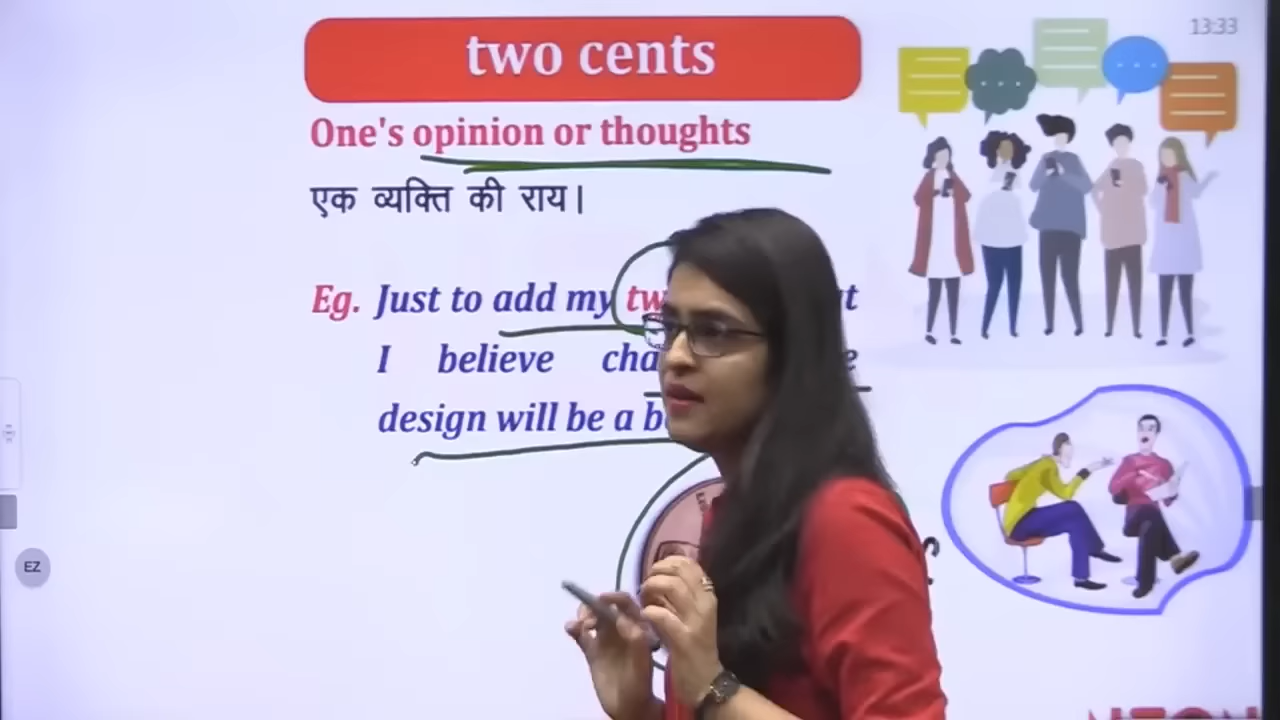 two cents
13:33
One's opinion or thoughts
एक व्यक्ति की राय।
Eg. Just to add my
I believe
design will be a
EZ